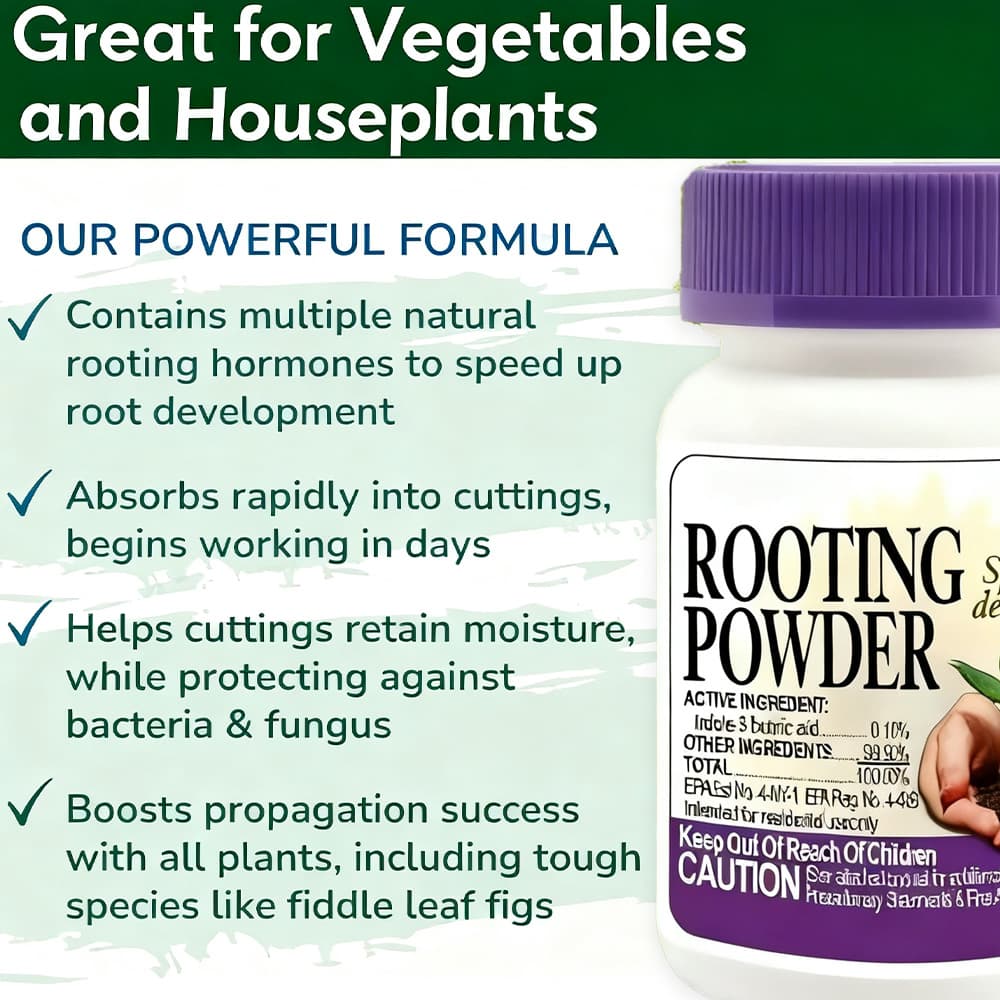 Great for Vegetables
and Houseplants
OUR POWERFUL FORMULA
Contains multiple natural
rooting hormones to speed up
root development
Absorbs rapidly into cuttings,
begins working in days
Helps cuttings retain moisture,
while protecting against
bacteria & fungus
Boosts propagation success
with all plants, including tough
species like fiddle leaf figs
ROOTING
POWDER
ACTIVE INGREDIENT:
0.10%
OTHER
TOTAL
Keep Out Of Reach Of Children
CAUTION